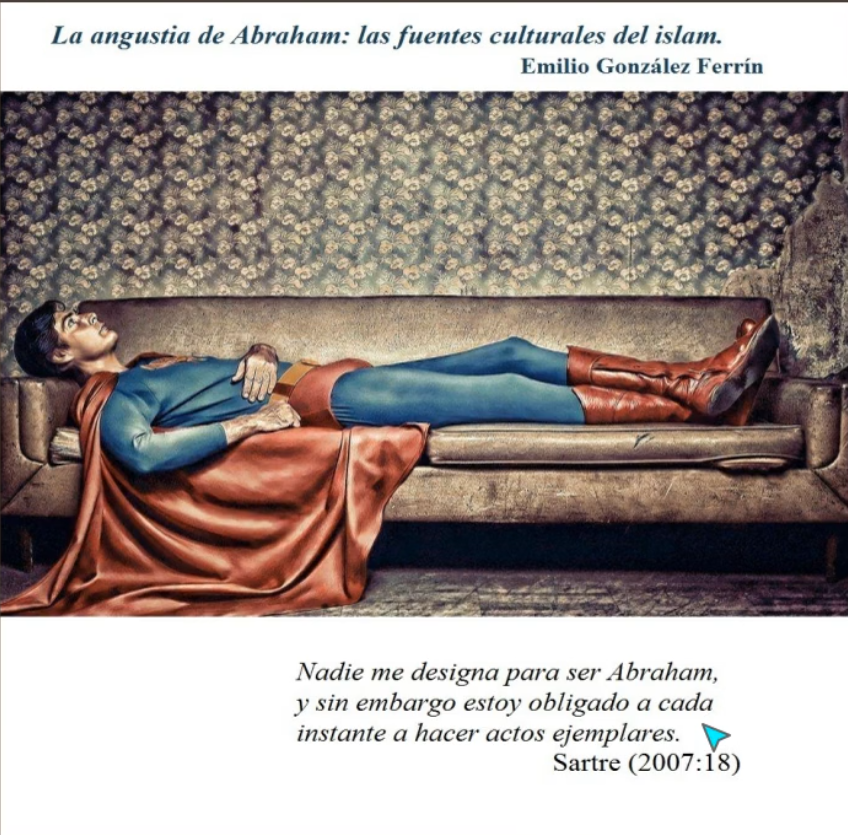 La angustia de Abraham: las fuentes culturales del islam.
Emilio González Ferrín
Nadie me designa para ser Abraham,
y sin embargo estoy obligado a cada
instante a hacer actos ejemplares.
Sartre (2007:18)